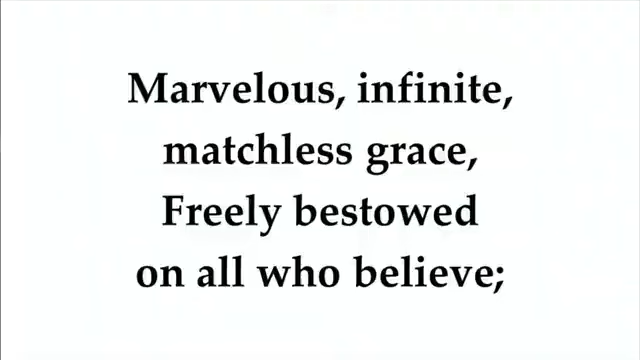 Marvelous, infinite,
matchless grace,
Freely bestowed
on all who believe;